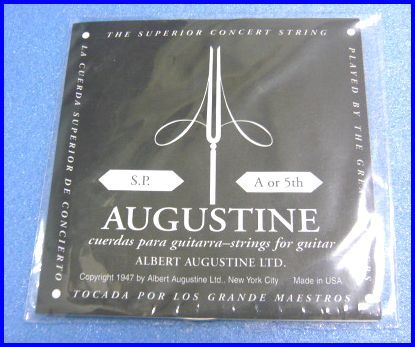 THE SUPERIOR CONCERT STRING
LA CUERDA SUPERIOR DE CONCIERTO
PLAYED BY THE
S.P.
A or 5th
AUGUSTINE
cuerdas para guitarra–strings for guitar
ALBERT AUGUSTINE LTD.
Copyright 1947 by Albert Augustine Ltd., New York City Made in USA
TOCADA POR LOS GRANDE MAESTROS